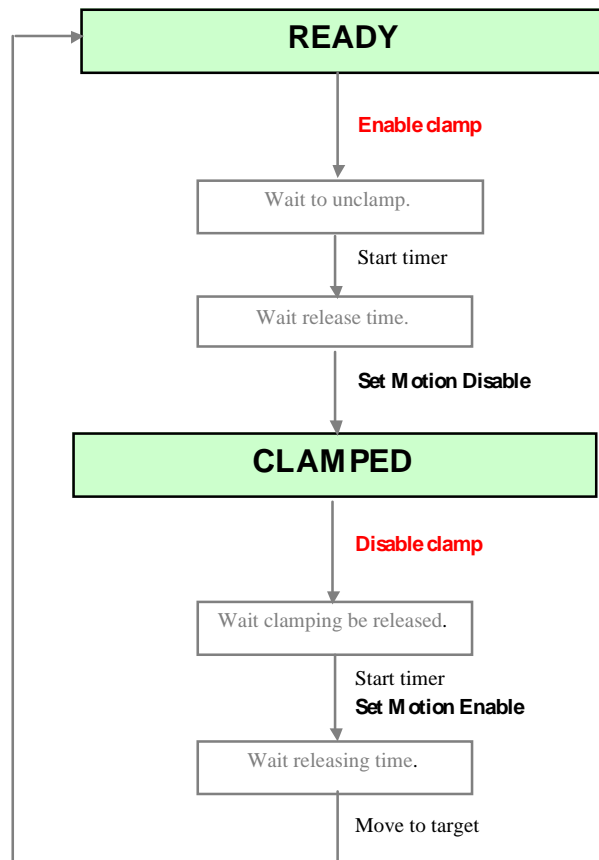 READY
Enable clamp
Wait to unclamp.
Start timer
Wait release time.
Set Motion Disable
CLAMPED
Disable clamp
Wait clamping be released.
Start timer
Set Motion Enable
Wait releasing time.
Move to target